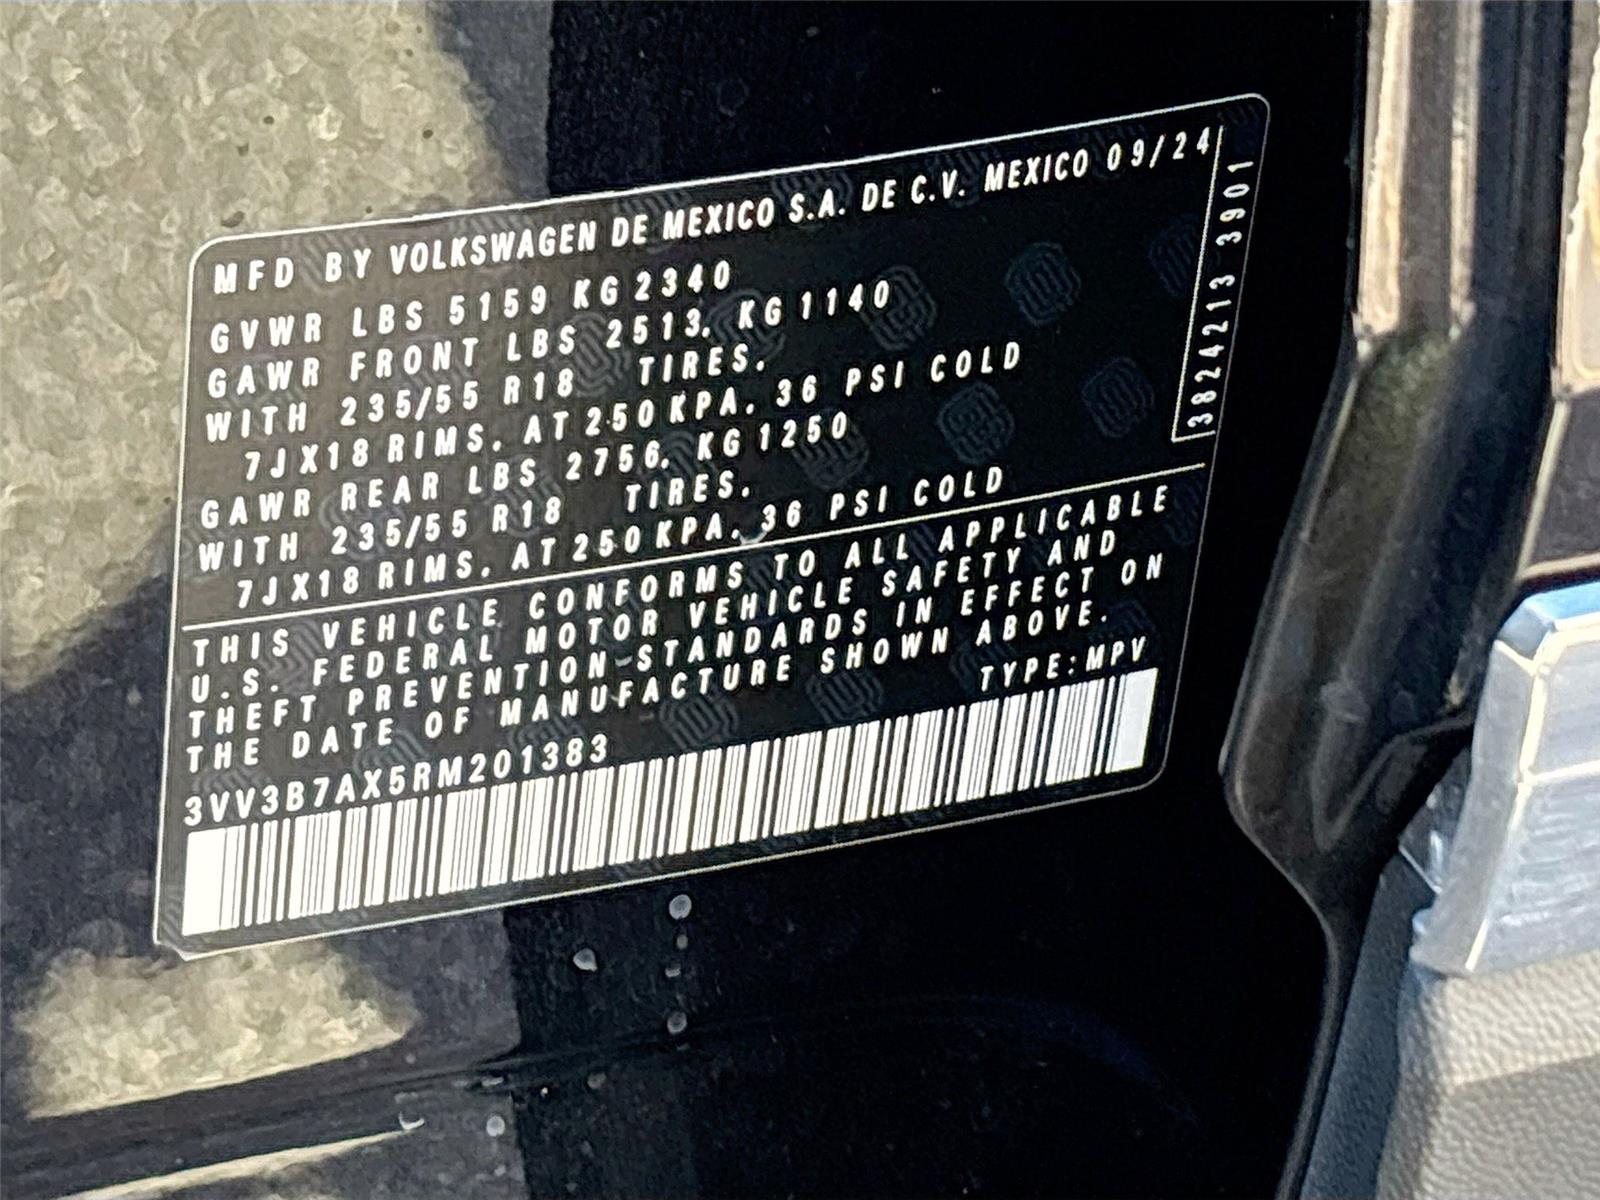 MFD BY VOLKSWAGEN DE MEXICO S.A. DE C.V. MEXICO 09/24
GVWR LBS 5159 KG 2340
GAWR FRONT LBS 2513. KG 1140
WITH 235/55 R18 TIRES.
7JX18 RIMS. AT 250 KPA. 36 PSI COLD
GAWR REAR LBS 2756. KG 1250
WITH 235/55 R18 TIRES.
7JX18 RIMS. AT 250 KPA. 36 PSI COLD
THIS VEHICLE CONFORMS TO ALL APPLICABLE
U.S. FEDERAL MOTOR VEHICLE SAFETY AND
THEFT PREVENTION STANDARDS IN EFFECT ON
THE DATE OF MANUFACTURE SHOWN ABOVE.
3VV3B7AX5RM201383 TYPE:MPV
3824213 3901